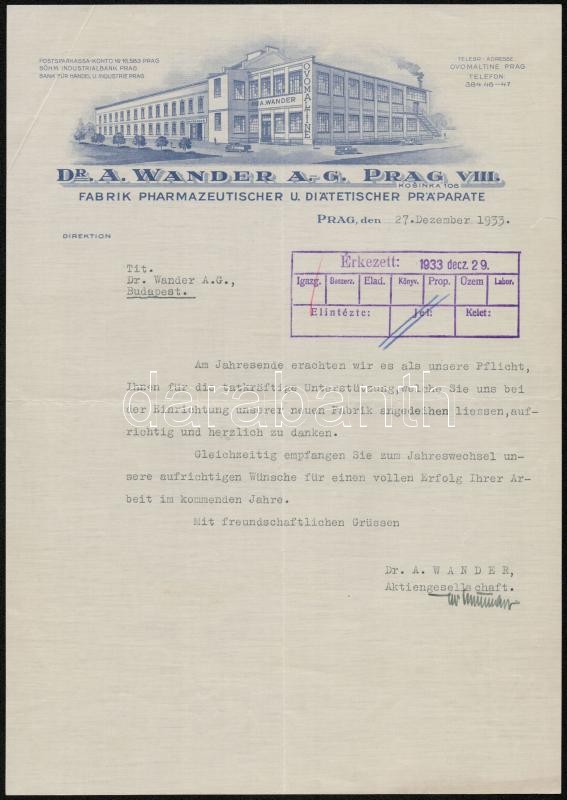 POSTSPARKASSA-KONTO Nr 16,583 PRAG
BÖHM. INDUSTRIALBANK PRAG
BANK FÜR HANDEL U. INDUSTRIE PRAG
TELEGR-ADRESSE:
OVOMALTINE PRAG
TELEFON:
384 46-47
OVOMALTINE
DR A. WANDER
DR. A. WANDER A.-G. PRAG VIII.
KOŠINKA 106
FABRIK PHARMAZEUTISCHER U. DIÄTETISCHER PRÄPARATE
PRAG, den 27.Dezember 1933.
DIREKTION
Tit.
Dr. Wander A.G.,
Budapest.
Érkezett: 1933 decz. 29.
Igazg. Beszerz. Elad. Könyv. Prop. Üzem Labor.
Elintézte: Jel: Kelet:
Am Jahresende erachten wir es als unsere Pflicht,
Ihnen für die tatkräftige Unterstützung,welche Sie uns bei
der Einrichtung unserer neuen Fabrik angedeihen liessen,auf-
richtig und herzlich zu danken.
darabanth
Gleichzeitig empfangen Sie zum Jahreswechsel un-
sere aufrichtigen Wünsche für einen vollen Erfolg Ihrer Ar-
beit im kommenden Jahre.
Mit freundschaftlichen Grüssen
Dr. A. WANDER,
Aktiengesellschaft.